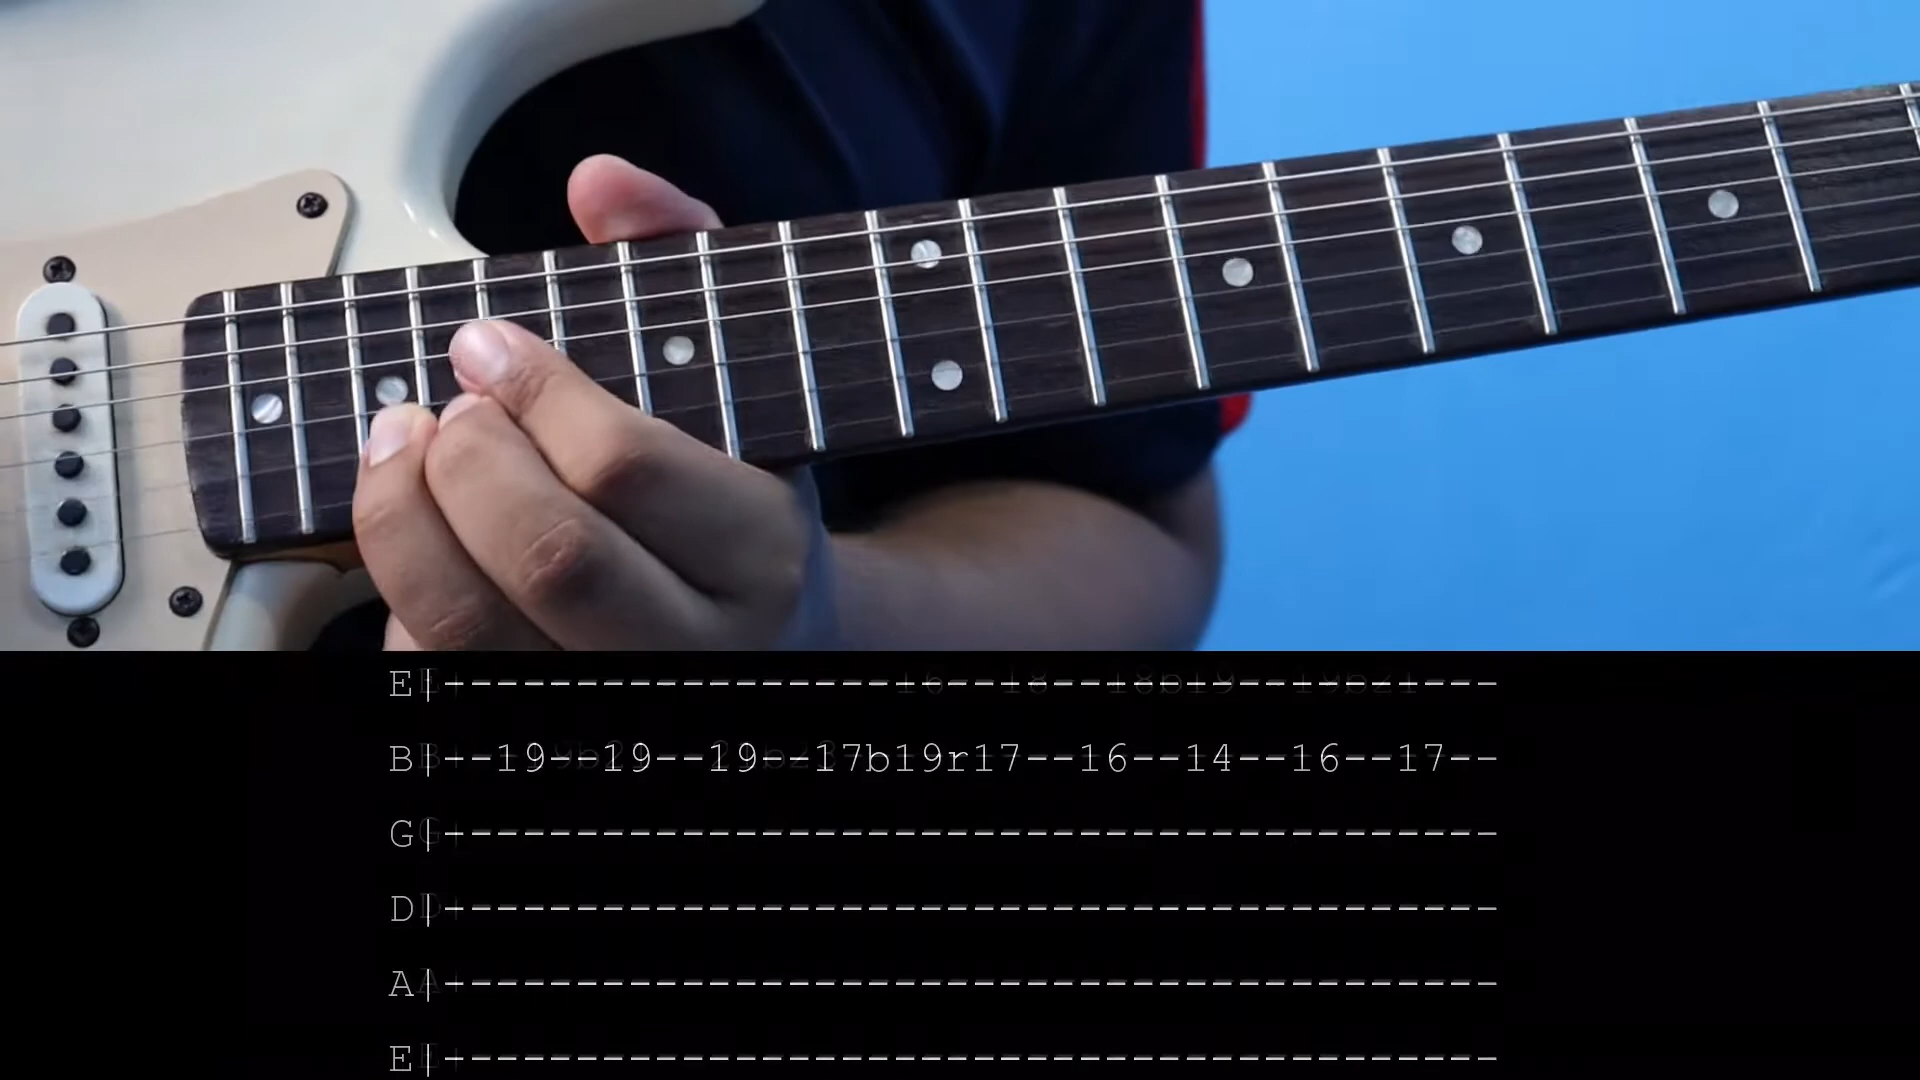 E|----------------------------------------
B|--19--19--19--17b19r17--16--14--16--17--
G|----------------------------------------
D|----------------------------------------
A|----------------------------------------
E|----------------------------------------